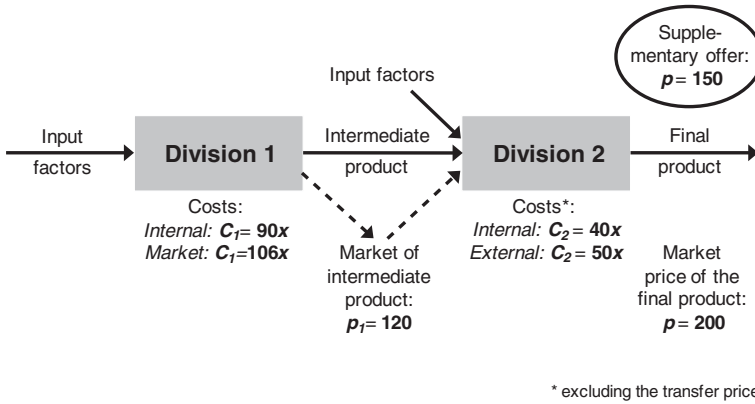 Supple-
mentary offer:
p = 150
Input factors
Input
factors
Division 1
Intermediate
product
Division 2
Final
product
Costs:
Internal: C₁= 90x
Market: C₁=106x
Market of
intermediate
product:
p₁= 120
Costs*:
Internal: C₂ = 40x
External: C₂ = 50x
Market
price of the
final product:
p = 200
* excluding the transfer price